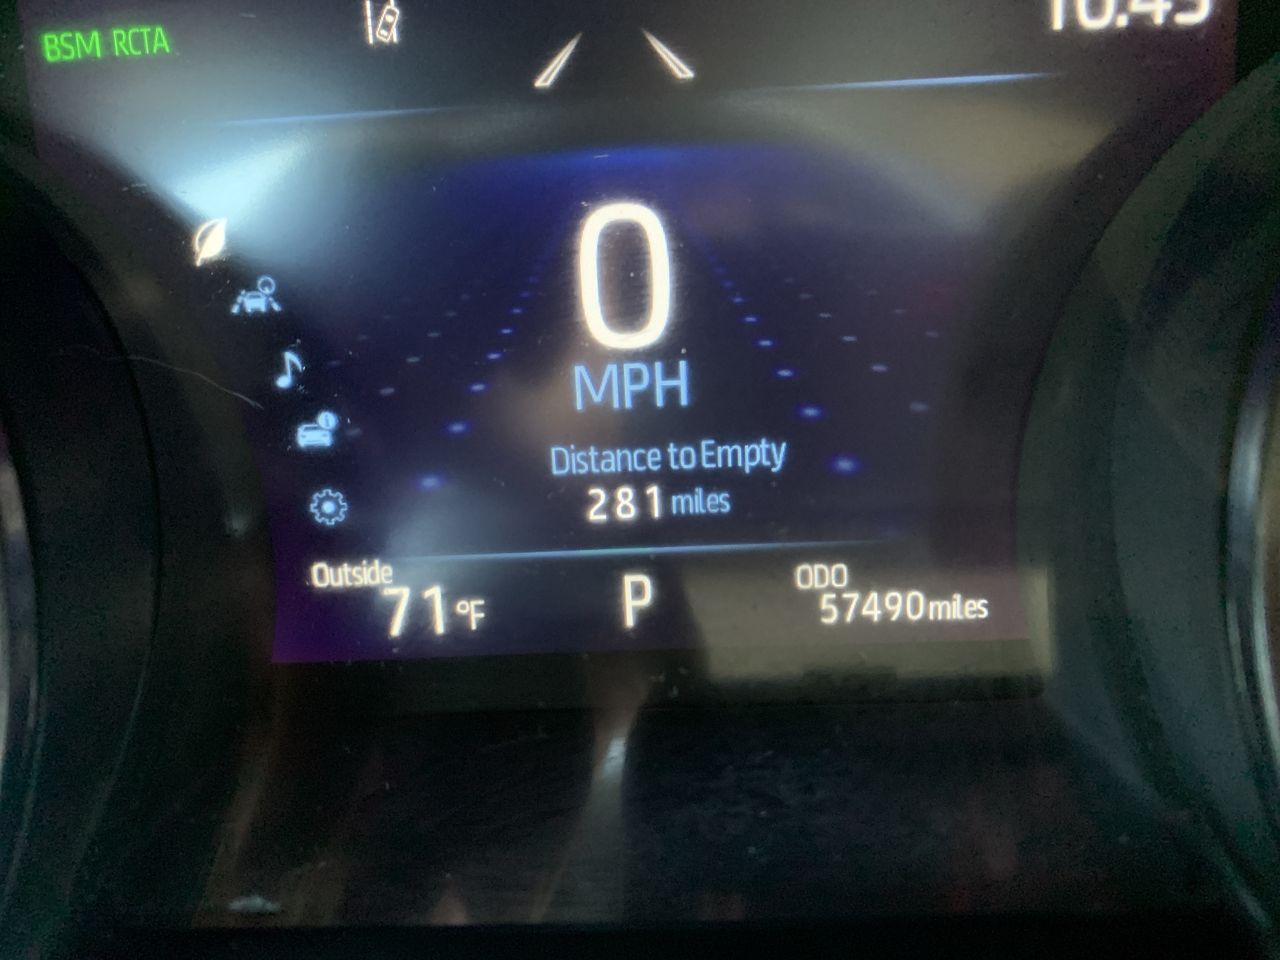 BSM RCTA
0
MPH
Distance to Empty
281 miles
Outside
71 °F
P
ODO
57490 miles